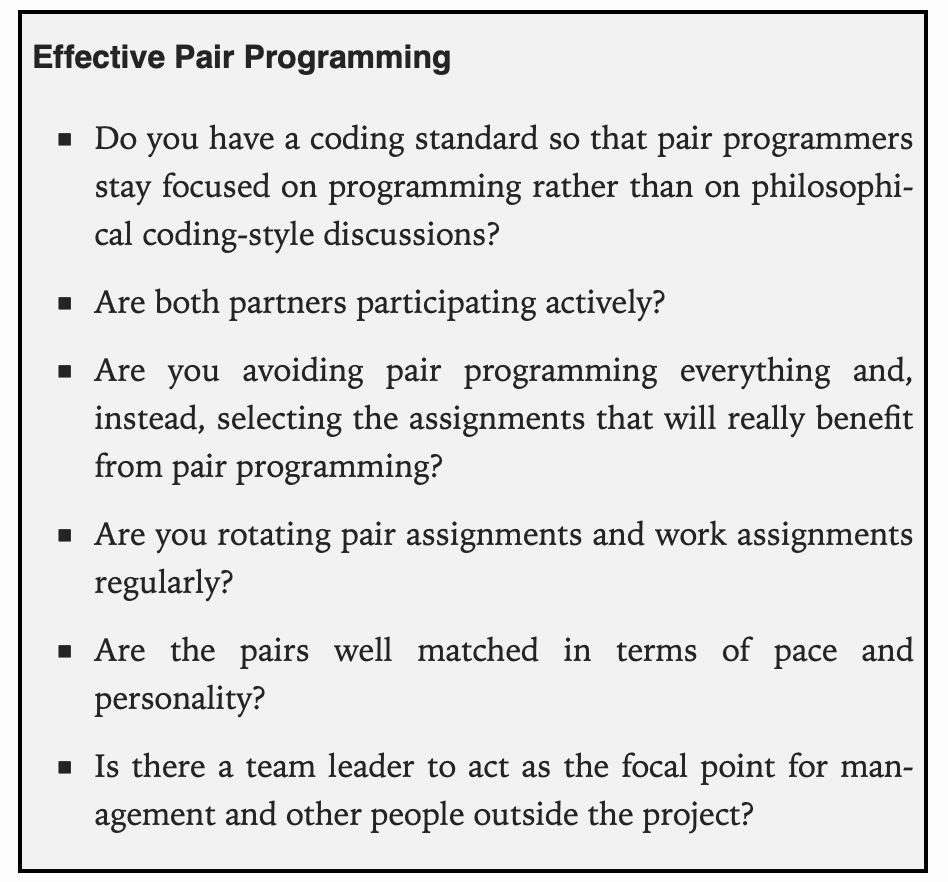 Effective Pair Programming
▪ Do you have a coding standard so that pair programmers
stay focused on programming rather than on philosophi-
cal coding-style discussions?
▪ Are both partners participating actively?
▪ Are you avoiding pair programming everything and,
instead, selecting the assignments that will really benefit
from pair programming?
▪ Are you rotating pair assignments and work assignments
regularly?
▪ Are the pairs well matched in terms of pace and
personality?
▪ Is there a team leader to act as the focal point for man-
agement and other people outside the project?